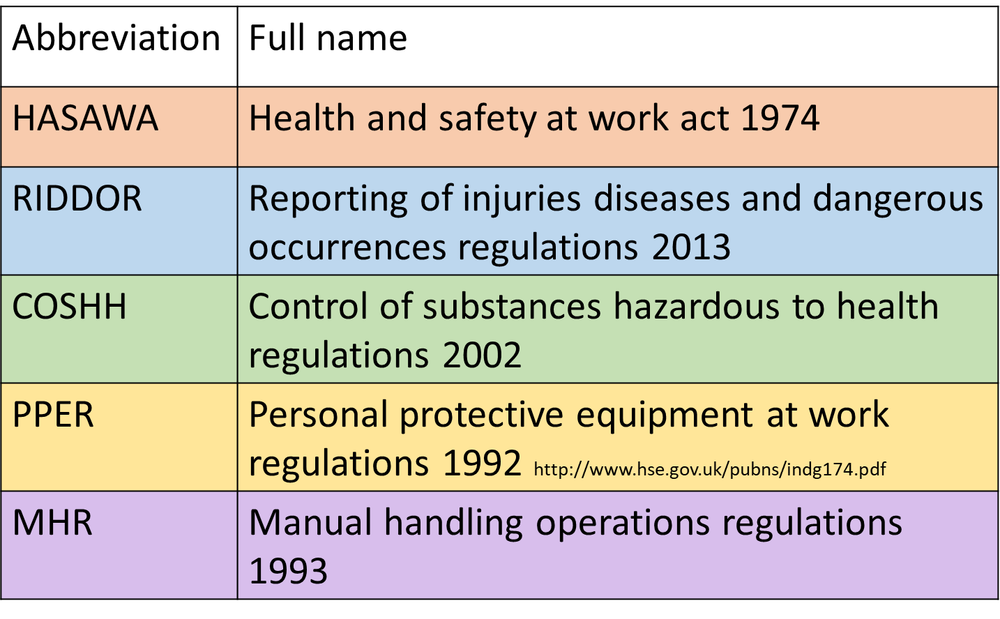 Abbreviation
Full name
HASAWA
Health and safety at work act 1974
RIDDOR
Reporting of injuries diseases and dangerous
occurrences regulations 2013
COSHH
Control of substances hazardous to health
regulations 2002
PPER
Personal protective equipment at work
regulations 1992 http://www.hse.gov.uk/pubns/indg174.pdf
MHR
Manual handling operations regulations
1993